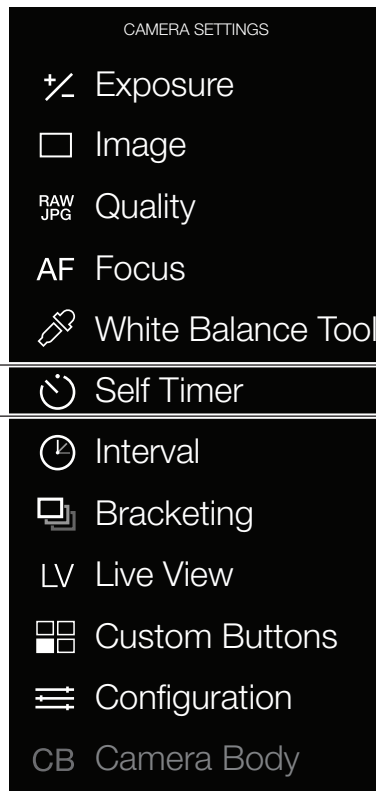 CAMERA SETTINGS
+/- Exposure
Image
RAW
JPG Quality
AF Focus
White Balance Tool
Self Timer
Interval
Bracketing
LV Live View
Custom Buttons
Configuration
CB Camera Body